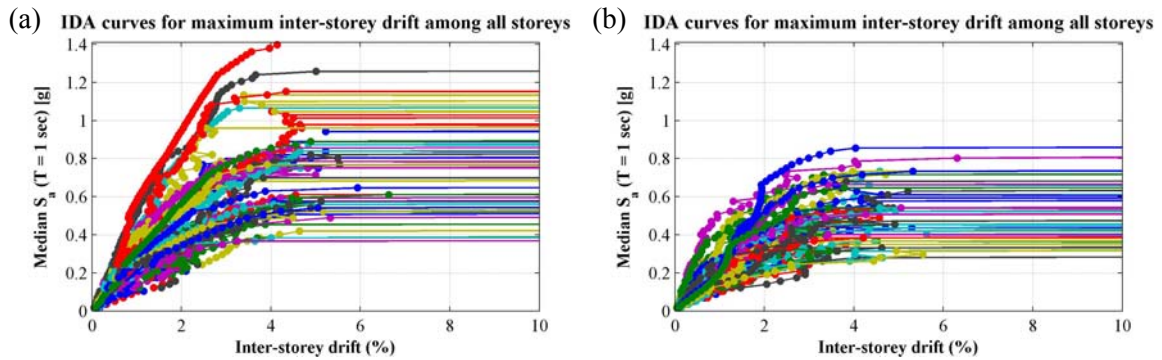 (a)
IDA curves for maximum inter-storey drift among all storeys
1.4
1.2
1
0.8
0.6
0.4
0.2
0
Median Sa (T = 1 sec) [g]
0 2 4 6 8 10
Inter-storey drift (%)
(b)
IDA curves for maximum inter-storey drift among all storeys
1.4
1.2
1
0.8
0.6
0.4
0.2
0
Median Sa (T = 1 sec) [g]
0 2 4 6 8 10
Inter-storey drift (%)